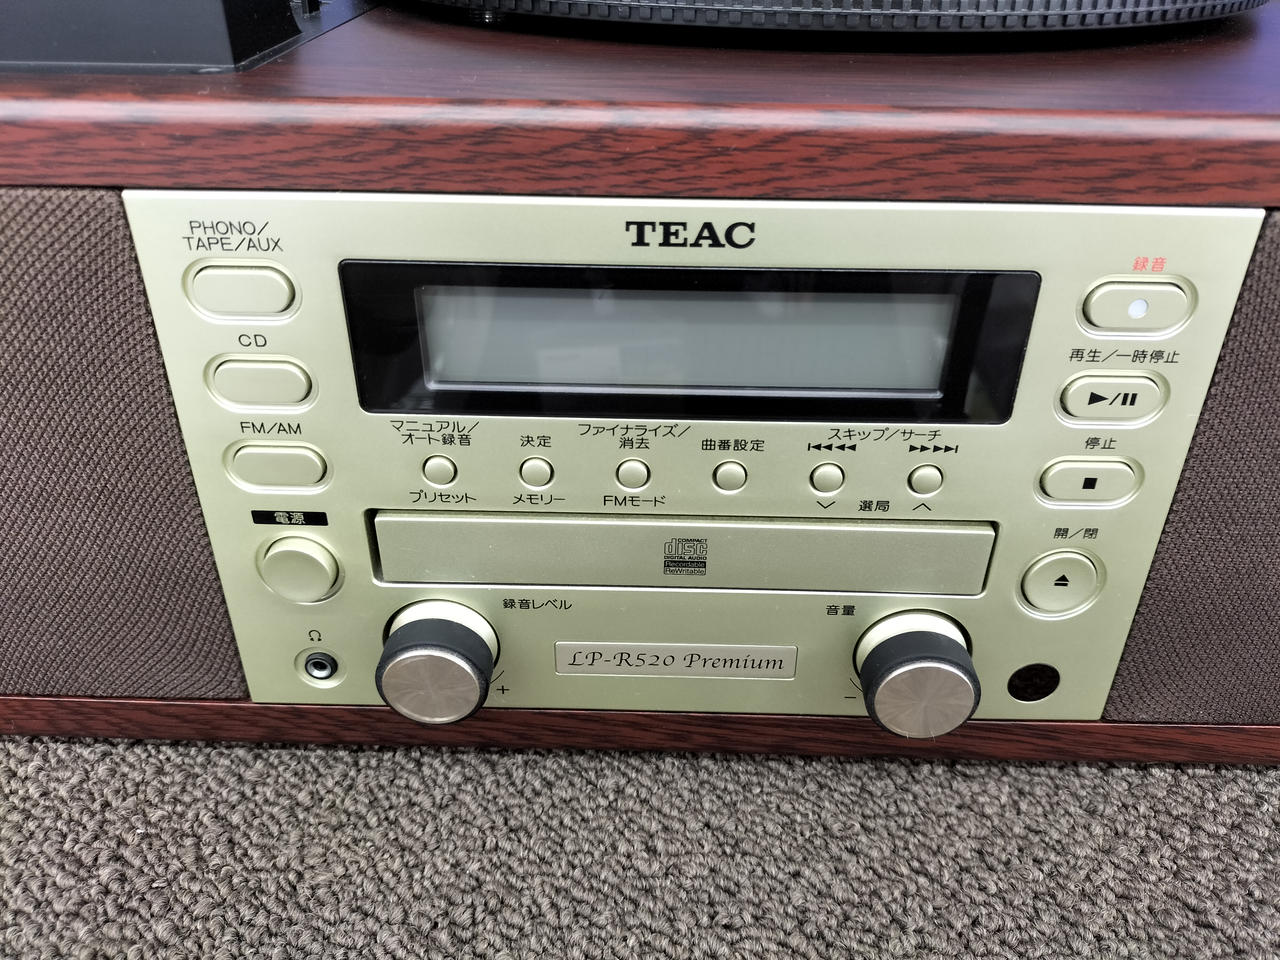 TEAC
PHONO/
TAPE/AUX
CD
FM/AM
電源
マニュアル/
オート録音
プリセット
決定
メモリー
ファイナライズ/
消去
FMモード
曲番設定
スキップ/サーチ
選局
録音
再生/一時停止
停止
開/閉
COMPACT
disc
DIGITAL AUDIO
Recordable
ReWritable
録音レベル
+
音量
−
LP-R520 Premium